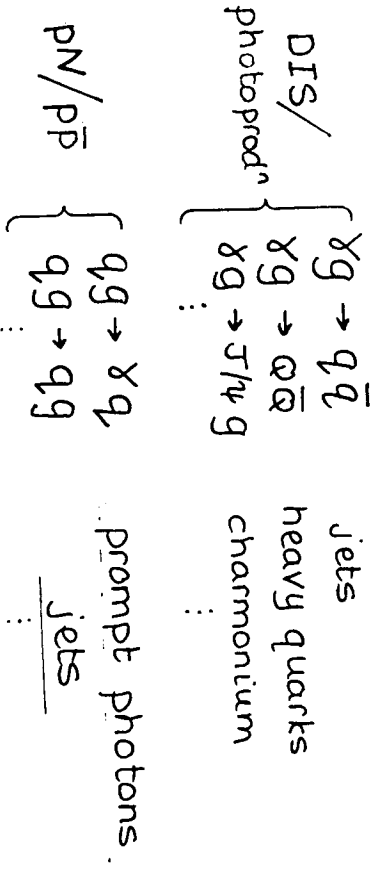 DIS/ photoprodⁿ { γg → qq̄ jets
γg → QQ̄ heavy quarks
γg → J/ψ g charmonium
⋮ ⋮
pN/pp̄ { qg → γq prompt photons.
qg → qg jets
⋮ ⋮